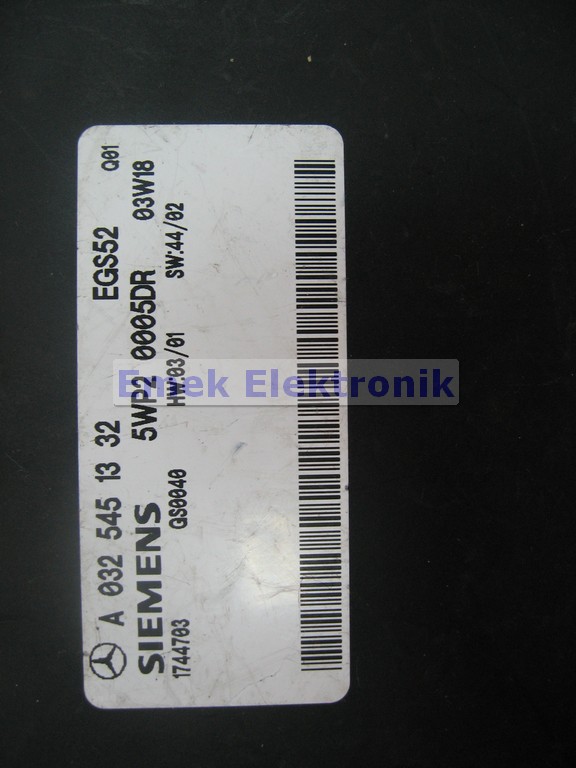 A 032 545 13 32 EGS52 Q01
SIEMENS 5WP2 0005DR 03W18
1744703 GS0040 HW:03/01 SW:44/02
Emek Elektronik